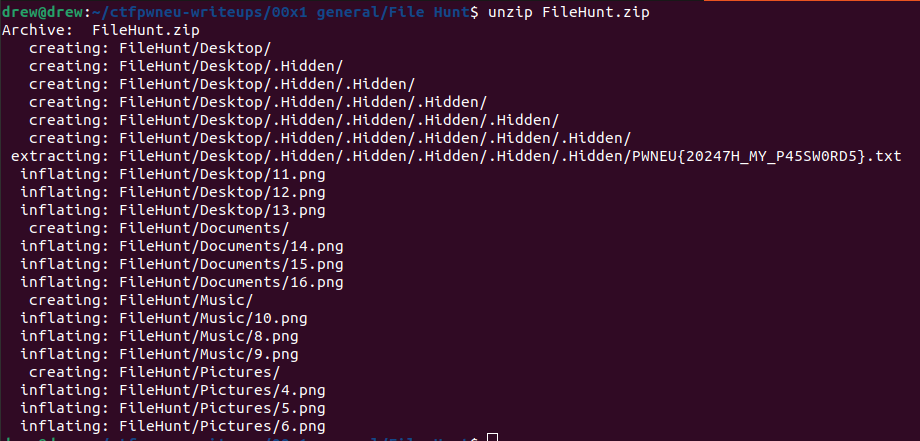 drew@drew:~/ctfpwneu-writeups/00x1 general/File Hunt$ unzip FileHunt.zip
Archive:  FileHunt.zip
   creating: FileHunt/Desktop/
   creating: FileHunt/Desktop/.Hidden/
   creating: FileHunt/Desktop/.Hidden/.Hidden/
   creating: FileHunt/Desktop/.Hidden/.Hidden/.Hidden/
   creating: FileHunt/Desktop/.Hidden/.Hidden/.Hidden/.Hidden/
   creating: FileHunt/Desktop/.Hidden/.Hidden/.Hidden/.Hidden/.Hidden/
 extracting: FileHunt/Desktop/.Hidden/.Hidden/.Hidden/.Hidden/.Hidden/PWNEU{20247H_MY_P45SW0RD5}.txt
  inflating: FileHunt/Desktop/11.png
  inflating: FileHunt/Desktop/12.png
  inflating: FileHunt/Desktop/13.png
   creating: FileHunt/Documents/
  inflating: FileHunt/Documents/14.png
  inflating: FileHunt/Documents/15.png
  inflating: FileHunt/Documents/16.png
   creating: FileHunt/Music/
  inflating: FileHunt/Music/10.png
  inflating: FileHunt/Music/8.png
  inflating: FileHunt/Music/9.png
   creating: FileHunt/Pictures/
  inflating: FileHunt/Pictures/4.png
  inflating: FileHunt/Pictures/5.png
  inflating: FileHunt/Pictures/6.png